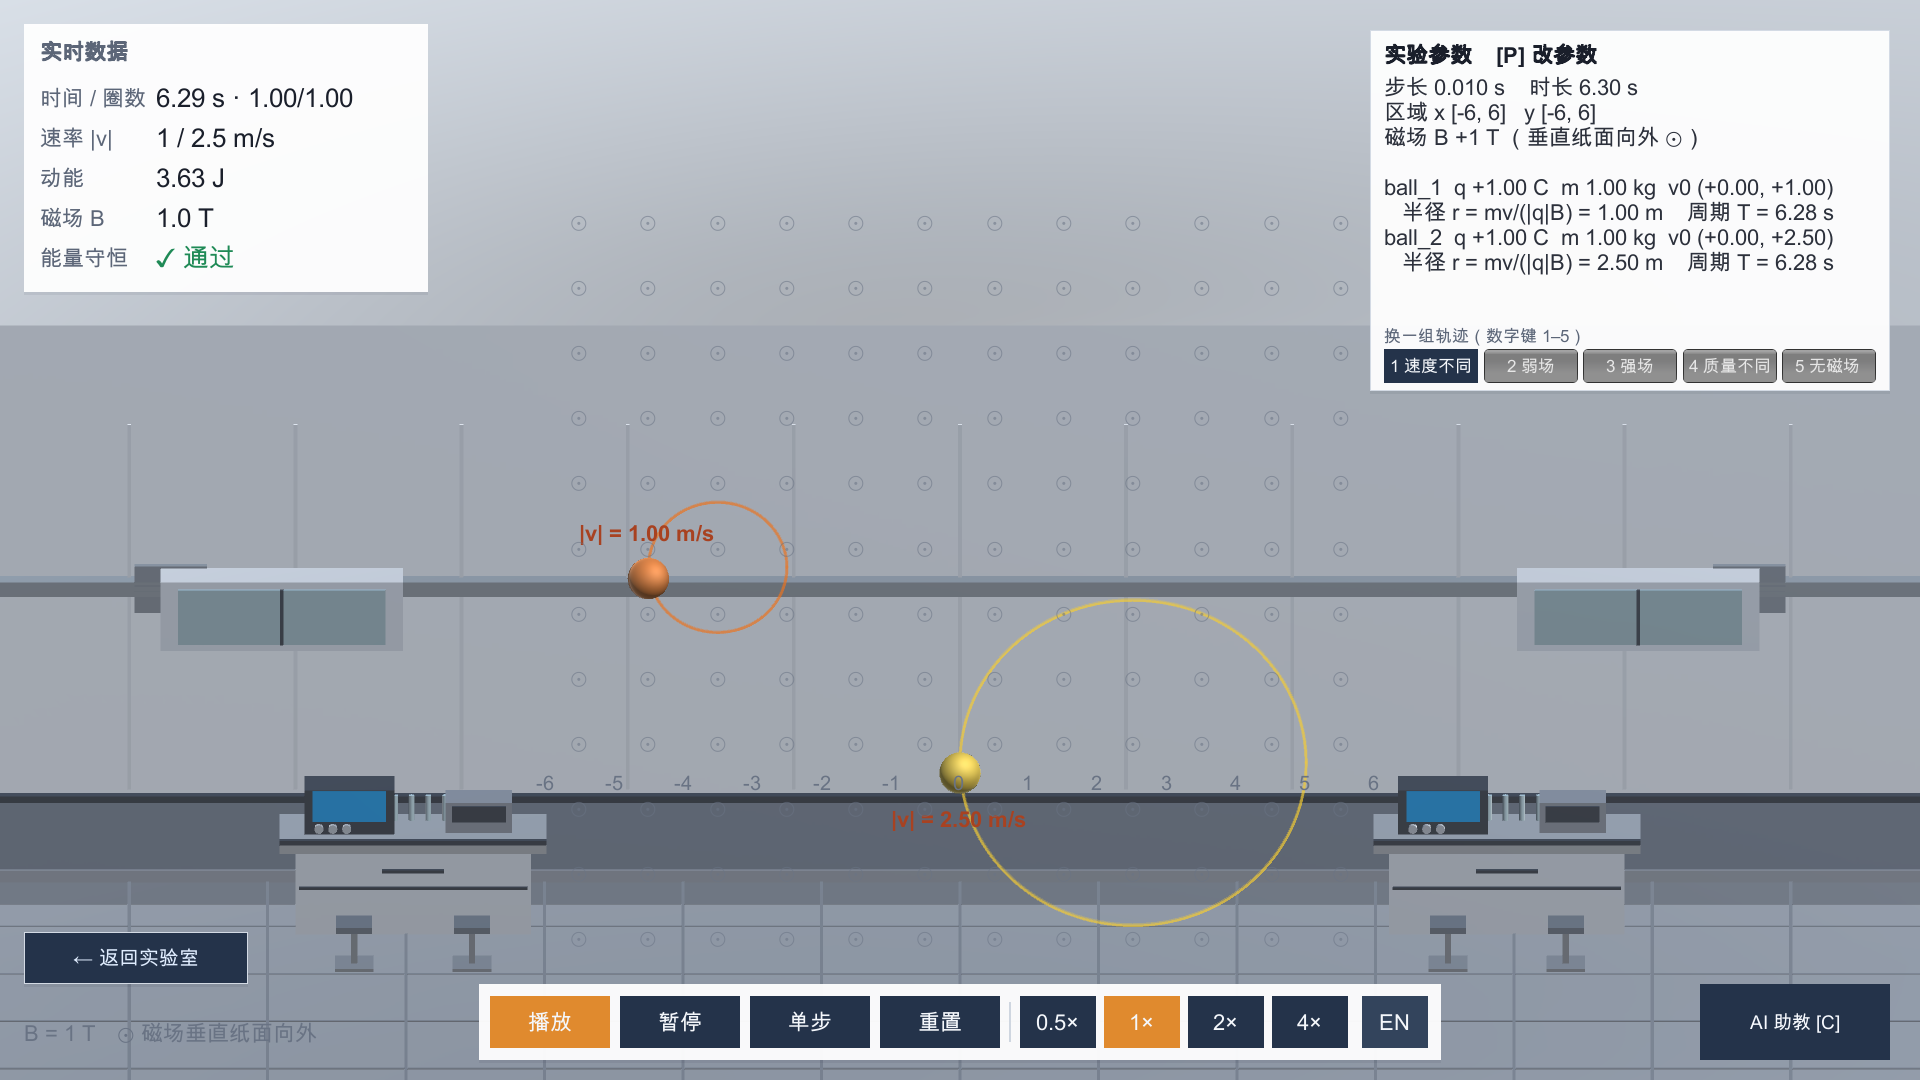 实时数据
时间 / 圈数 6.29 s · 1.00/1.00
速率 |v| 1 / 2.5 m/s
动能 3.63 J
磁场 B 1.0 T
能量守恒 ✓ 通过
实验参数 [P] 改参数
步长 0.010 s 时长 6.30 s
区域 x [-6, 6] y [-6, 6]
磁场 B +1 T ( 垂直纸面向外 ⊙ )
ball_1 q +1.00 C m 1.00 kg v0 (+0.00, +1.00)
半径 r = mv/(|q|B) = 1.00 m 周期 T = 6.28 s
ball_2 q +1.00 C m 1.00 kg v0 (+0.00, +2.50)
半径 r = mv/(|q|B) = 2.50 m 周期 T = 6.28 s
换一组轨迹 ( 数字键 1–5 )
1 速度不同 2 弱场 3 强场 4 质量不同 5 无磁场
|v| = 1.00 m/s
-6 -5 -4 -3 -2 -1 0 1 2 3 4 5 6
|v| = 2.50 m/s
← 返回实验室
B = 1 T ⊙ 磁场垂直纸面向外
播放 暂停 单步 重置 0.5× 1× 2× 4× EN
AI 助教 [C]